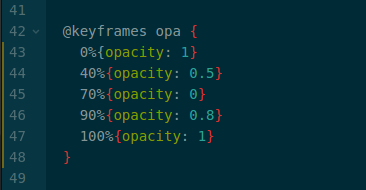 41
42 @keyframes opa {
43 0%{opacity: 1}
44 40%{opacity: 0.5}
45 70%{opacity: 0}
46 90%{opacity: 0.8}
47 100%{opacity: 1}
48 }
49